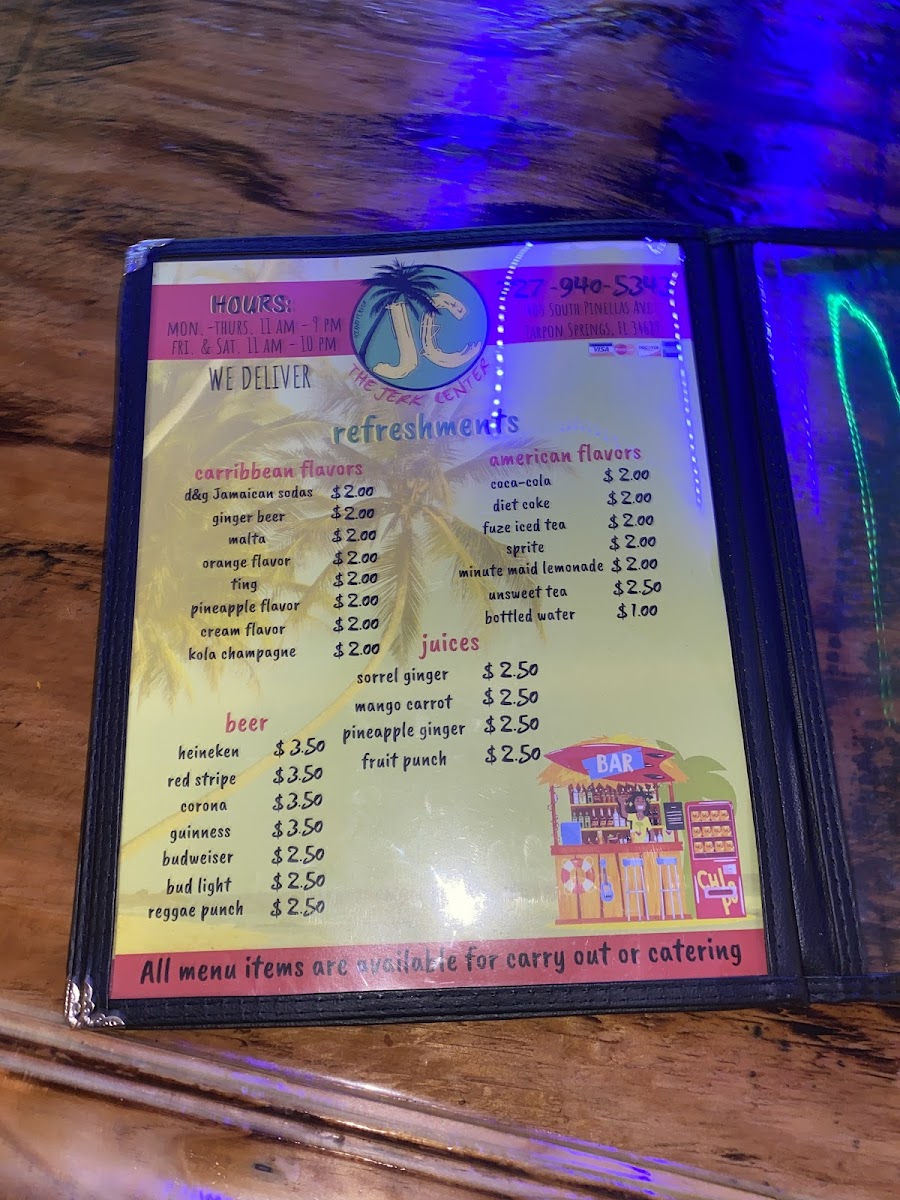 HOURS:
MON. - THURS. 11 AM - 9 PM
FRI. & SAT. 11 AM - 10 PM
WE DELIVER
JC
THE JERK CENTER
27-940-534
SOUTH PINELLAS AVE
TARPON SPRINGS, FL
VISA
DISCOVER
refreshments
carribbean flavors
d&g Jamaican sodas $2.00
ginger beer $2.00
malta $2.00
orange flavor $2.00
ting $2.00
pineapple flavor $2.00
cream flavor $2.00
kola champagne $2.00
american flavors
coca-cola $2.00
diet coke $2.00
fuze iced tea $2.00
sprite $2.00
minute maid lemonade $2.00
unsweet tea $2.50
bottled water $1.00
juices
sorrel ginger $2.50
mango carrot $2.50
pineapple ginger $2.50
fruit punch $2.50
beer
heineken $3.50
red stripe $3.50
corona $3.50
guinness $3.50
budweiser $2.50
bud light $2.50
reggae punch $2.50
BAR
All menu items are available for carry out or catering